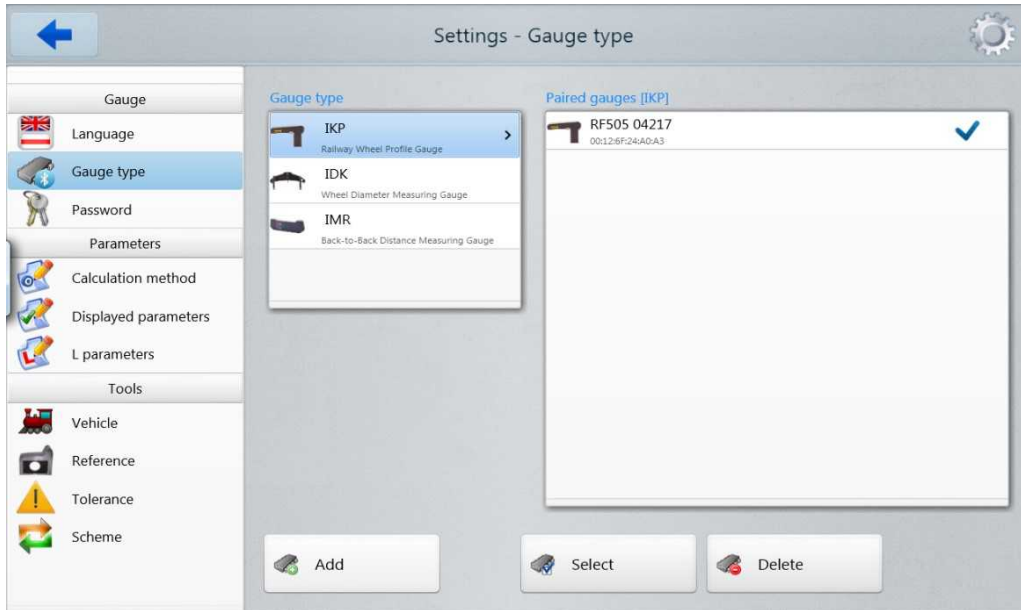 Settings - Gauge type
Gauge
Language
Gauge type
Password
Parameters
Calculation method
Displayed parameters
L parameters
Tools
Vehicle
Reference
Tolerance
Scheme
Gauge type
IKP
Railway Wheel Profile Gauge
IDK
Wheel Diameter Measuring Gauge
IMR
Back-to-Back Distance Measuring Gauge
Paired gauges [IKP]
RF505 04217
00:12:6F:24:A0:A3
Add
Select
Delete